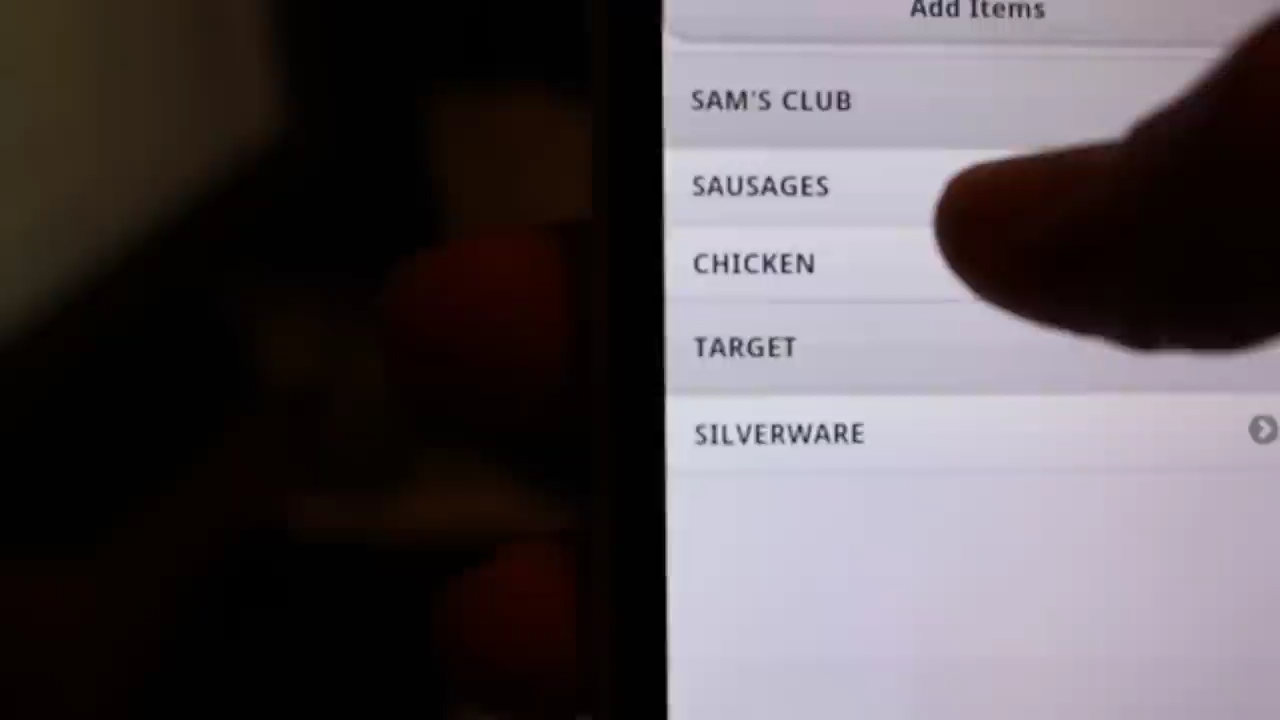 Add Items
SAM'S CLUB
SAUSAGES
CHICKEN
TARGET
SILVERWARE